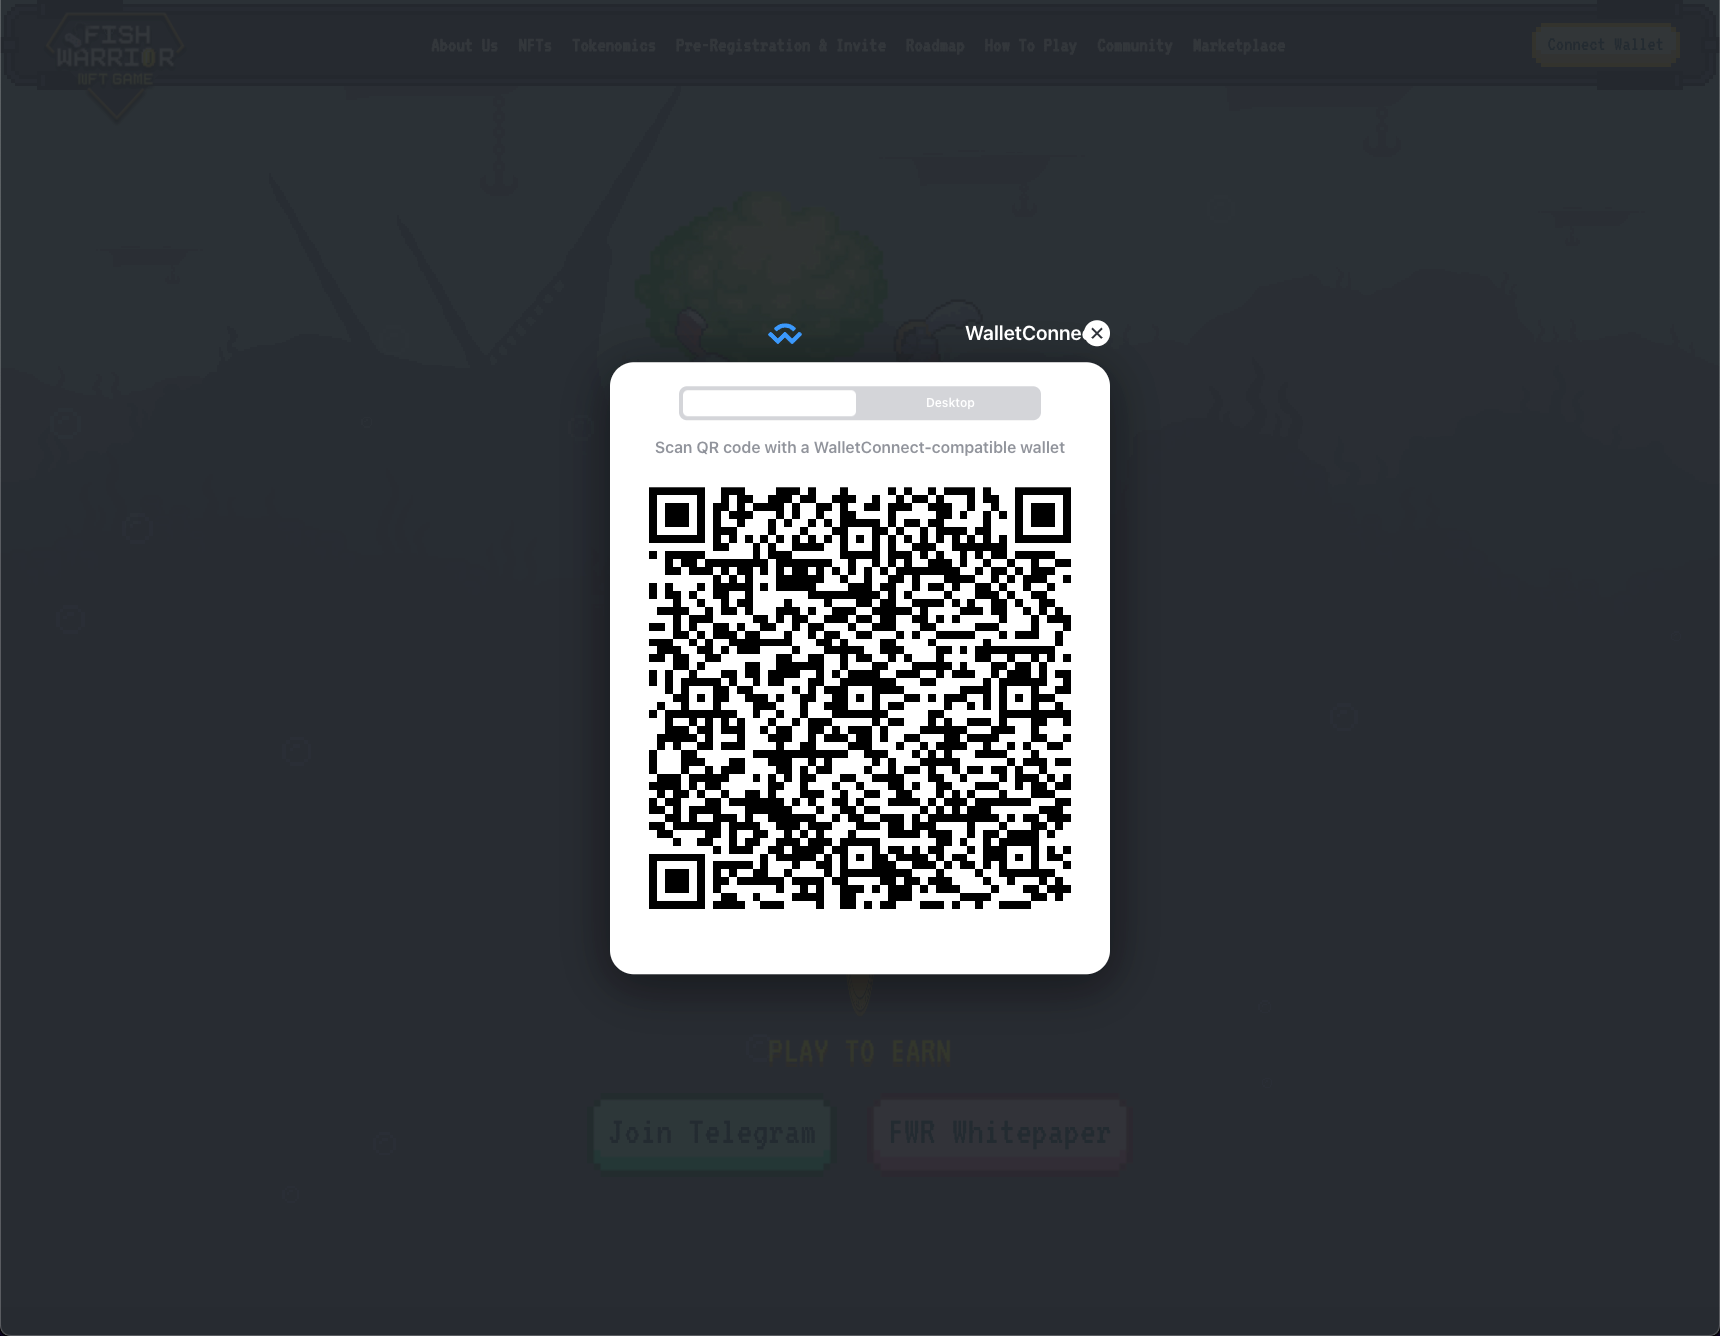 FISH
WARRIOR
NFT GAME
About Us NFTs Tokenomics Pre-Registration & Invite Roadmap How To Play Community Marketplace Connect Wallet
WalletConne
Desktop
Scan QR code with a WalletConnect-compatible wallet
PLAY TO EARN
Join Telegram FWR Whitepaper